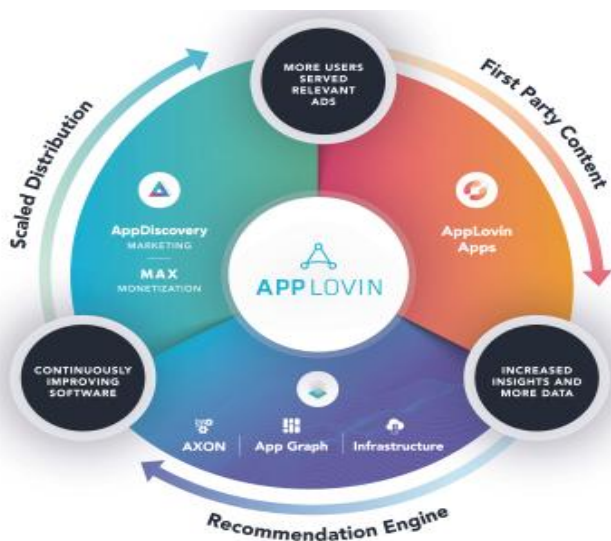 MORE USERS
SERVED
RELEVANT
ADS
First Party Content
Scaled Distribution
AppDiscovery
MARKETING
MAX
MONETIZATION
AppLovin
Apps
APPLOVIN
CONTINUOUSLY
IMPROVING
SOFTWARE
INCREASED
INSIGHTS AND
MORE DATA
AXON
App Graph
Infrastructure
Recommendation Engine